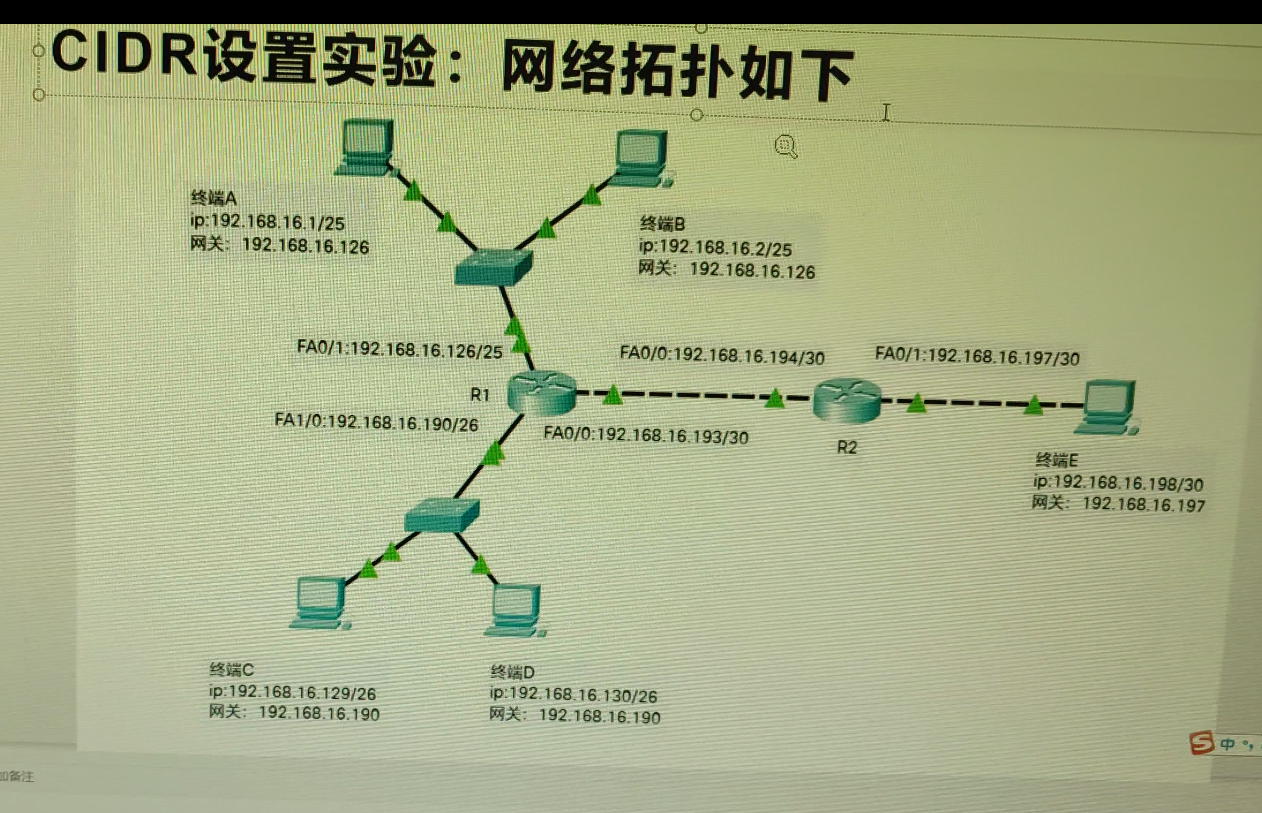 CIDR设置实验：网络拓扑如下
终端A
ip:192.168.16.1/25
网关：192.168.16.126
终端B
ip:192.168.16.2/25
网关：192.168.16.126
FA0/1:192.168.16.126/25
FA0/0:192.168.16.194/30
FA0/1:192.168.16.197/30
R1
FA1/0:192.168.16.190/26
FA0/0:192.168.16.193/30
R2
终端E
ip:192.168.16.198/30
网关：192.168.16.197
终端C
ip:192.168.16.129/26
网关：192.168.16.190
终端D
ip:192.168.16.130/26
网关：192.168.16.190
S中°，
加备注